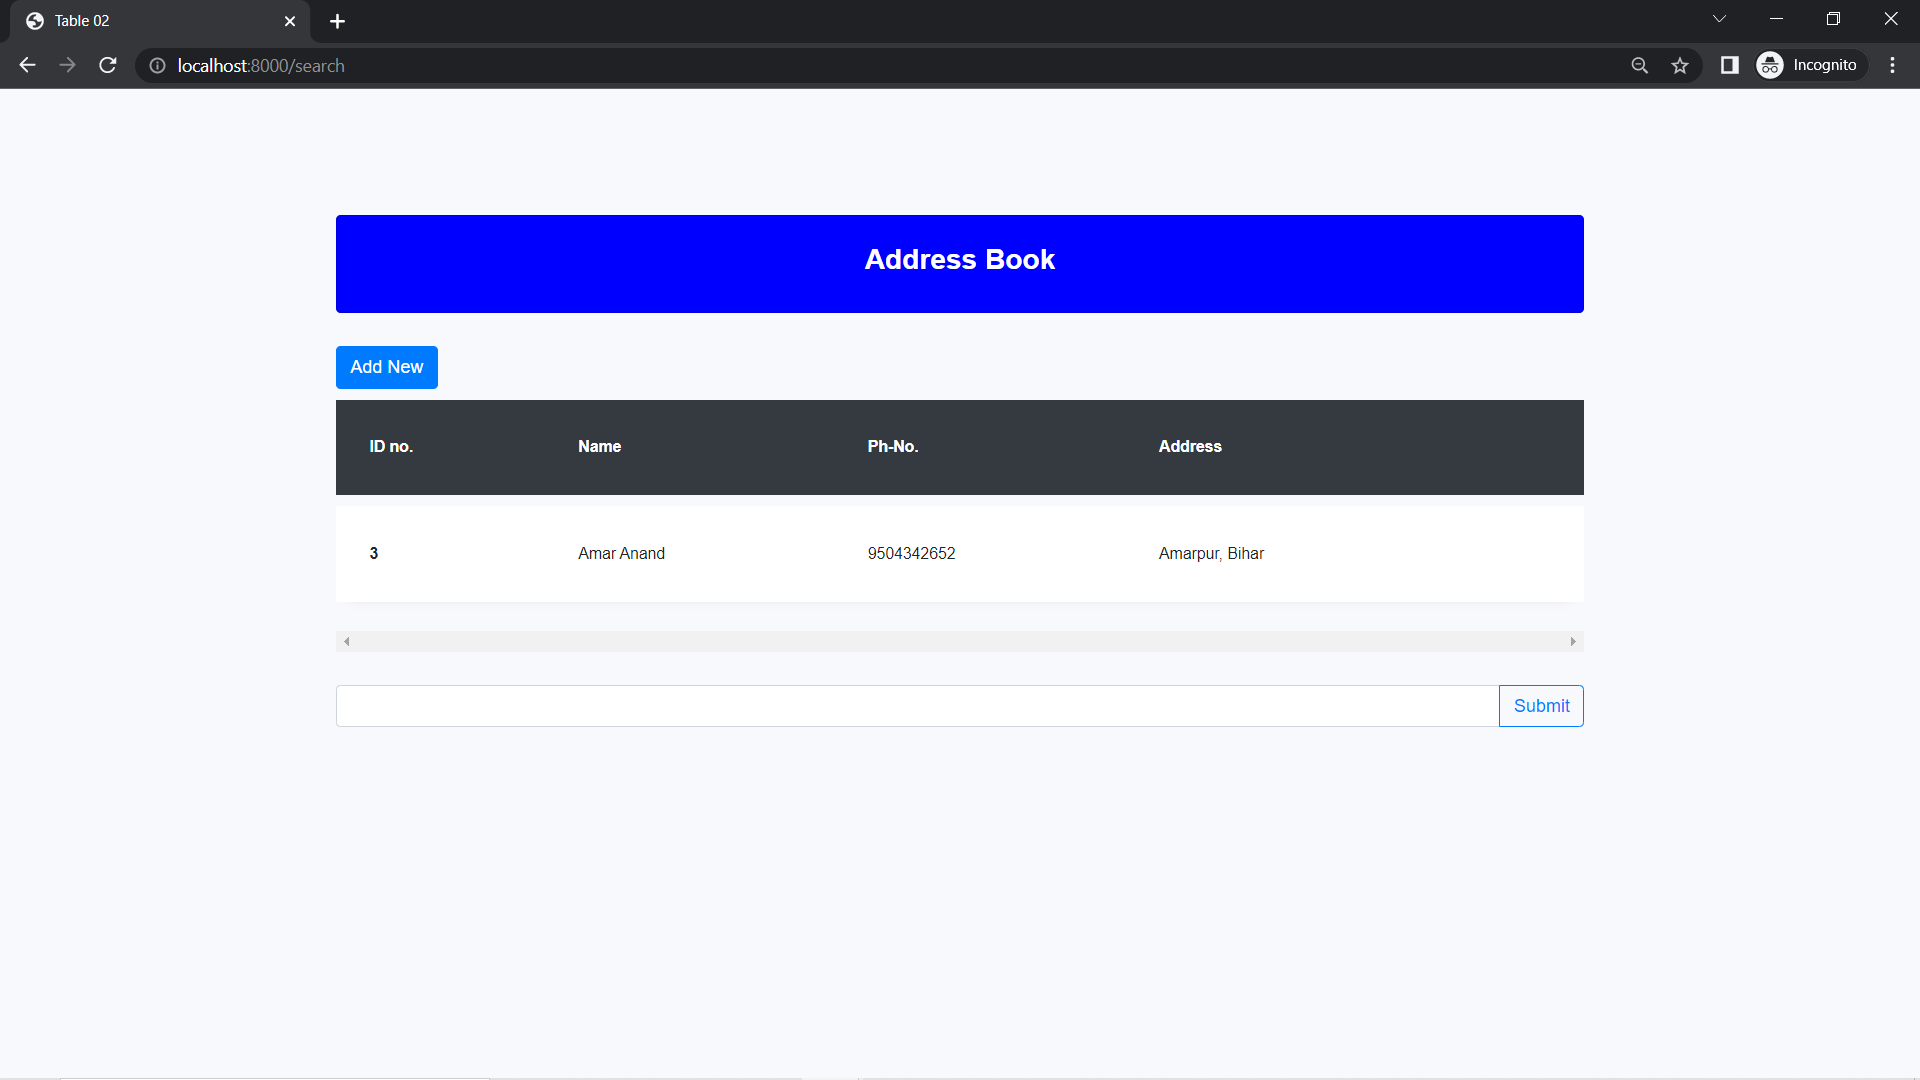 Table 02
localhost:8000/search
Incognito
Address Book
Add New
ID no. Name Ph-No. Address
3 Amar Anand 9504342652 Amarpur, Bihar
Submit